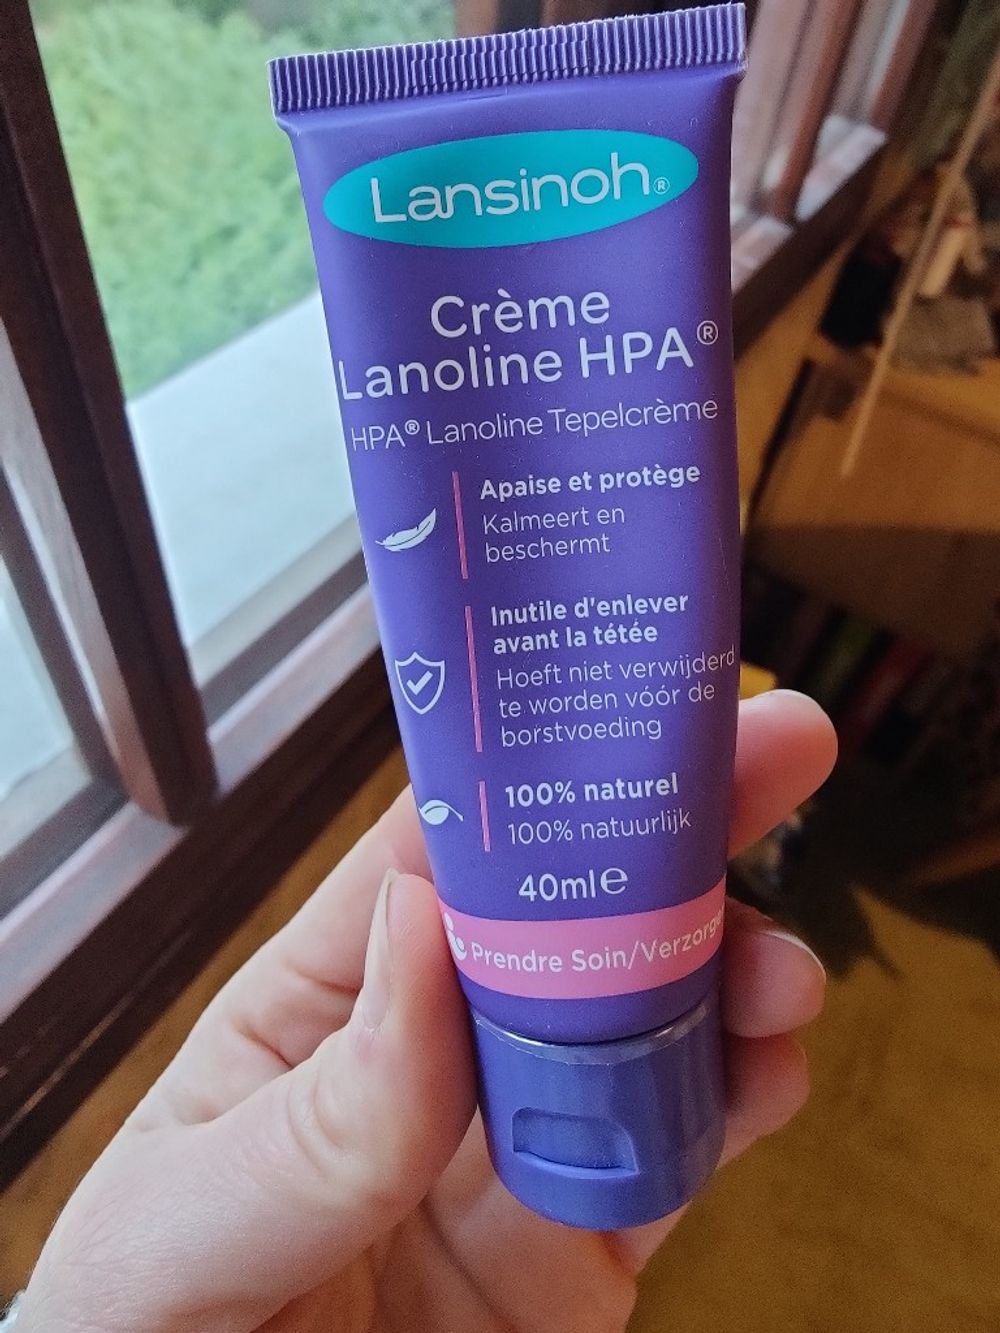 Lansinoh®
Crème
Lanoline HPA®
HPA® Lanoline Tepelcrème
Apaise et protège
Kalmeert en
beschermt
Inutile d'enlever
avant la tétée
Hoeft niet verwijderd
te worden vóór de
borstvoeding
100% naturel
100% natuurlijk
40ml℮
Prendre Soin/Verzorge